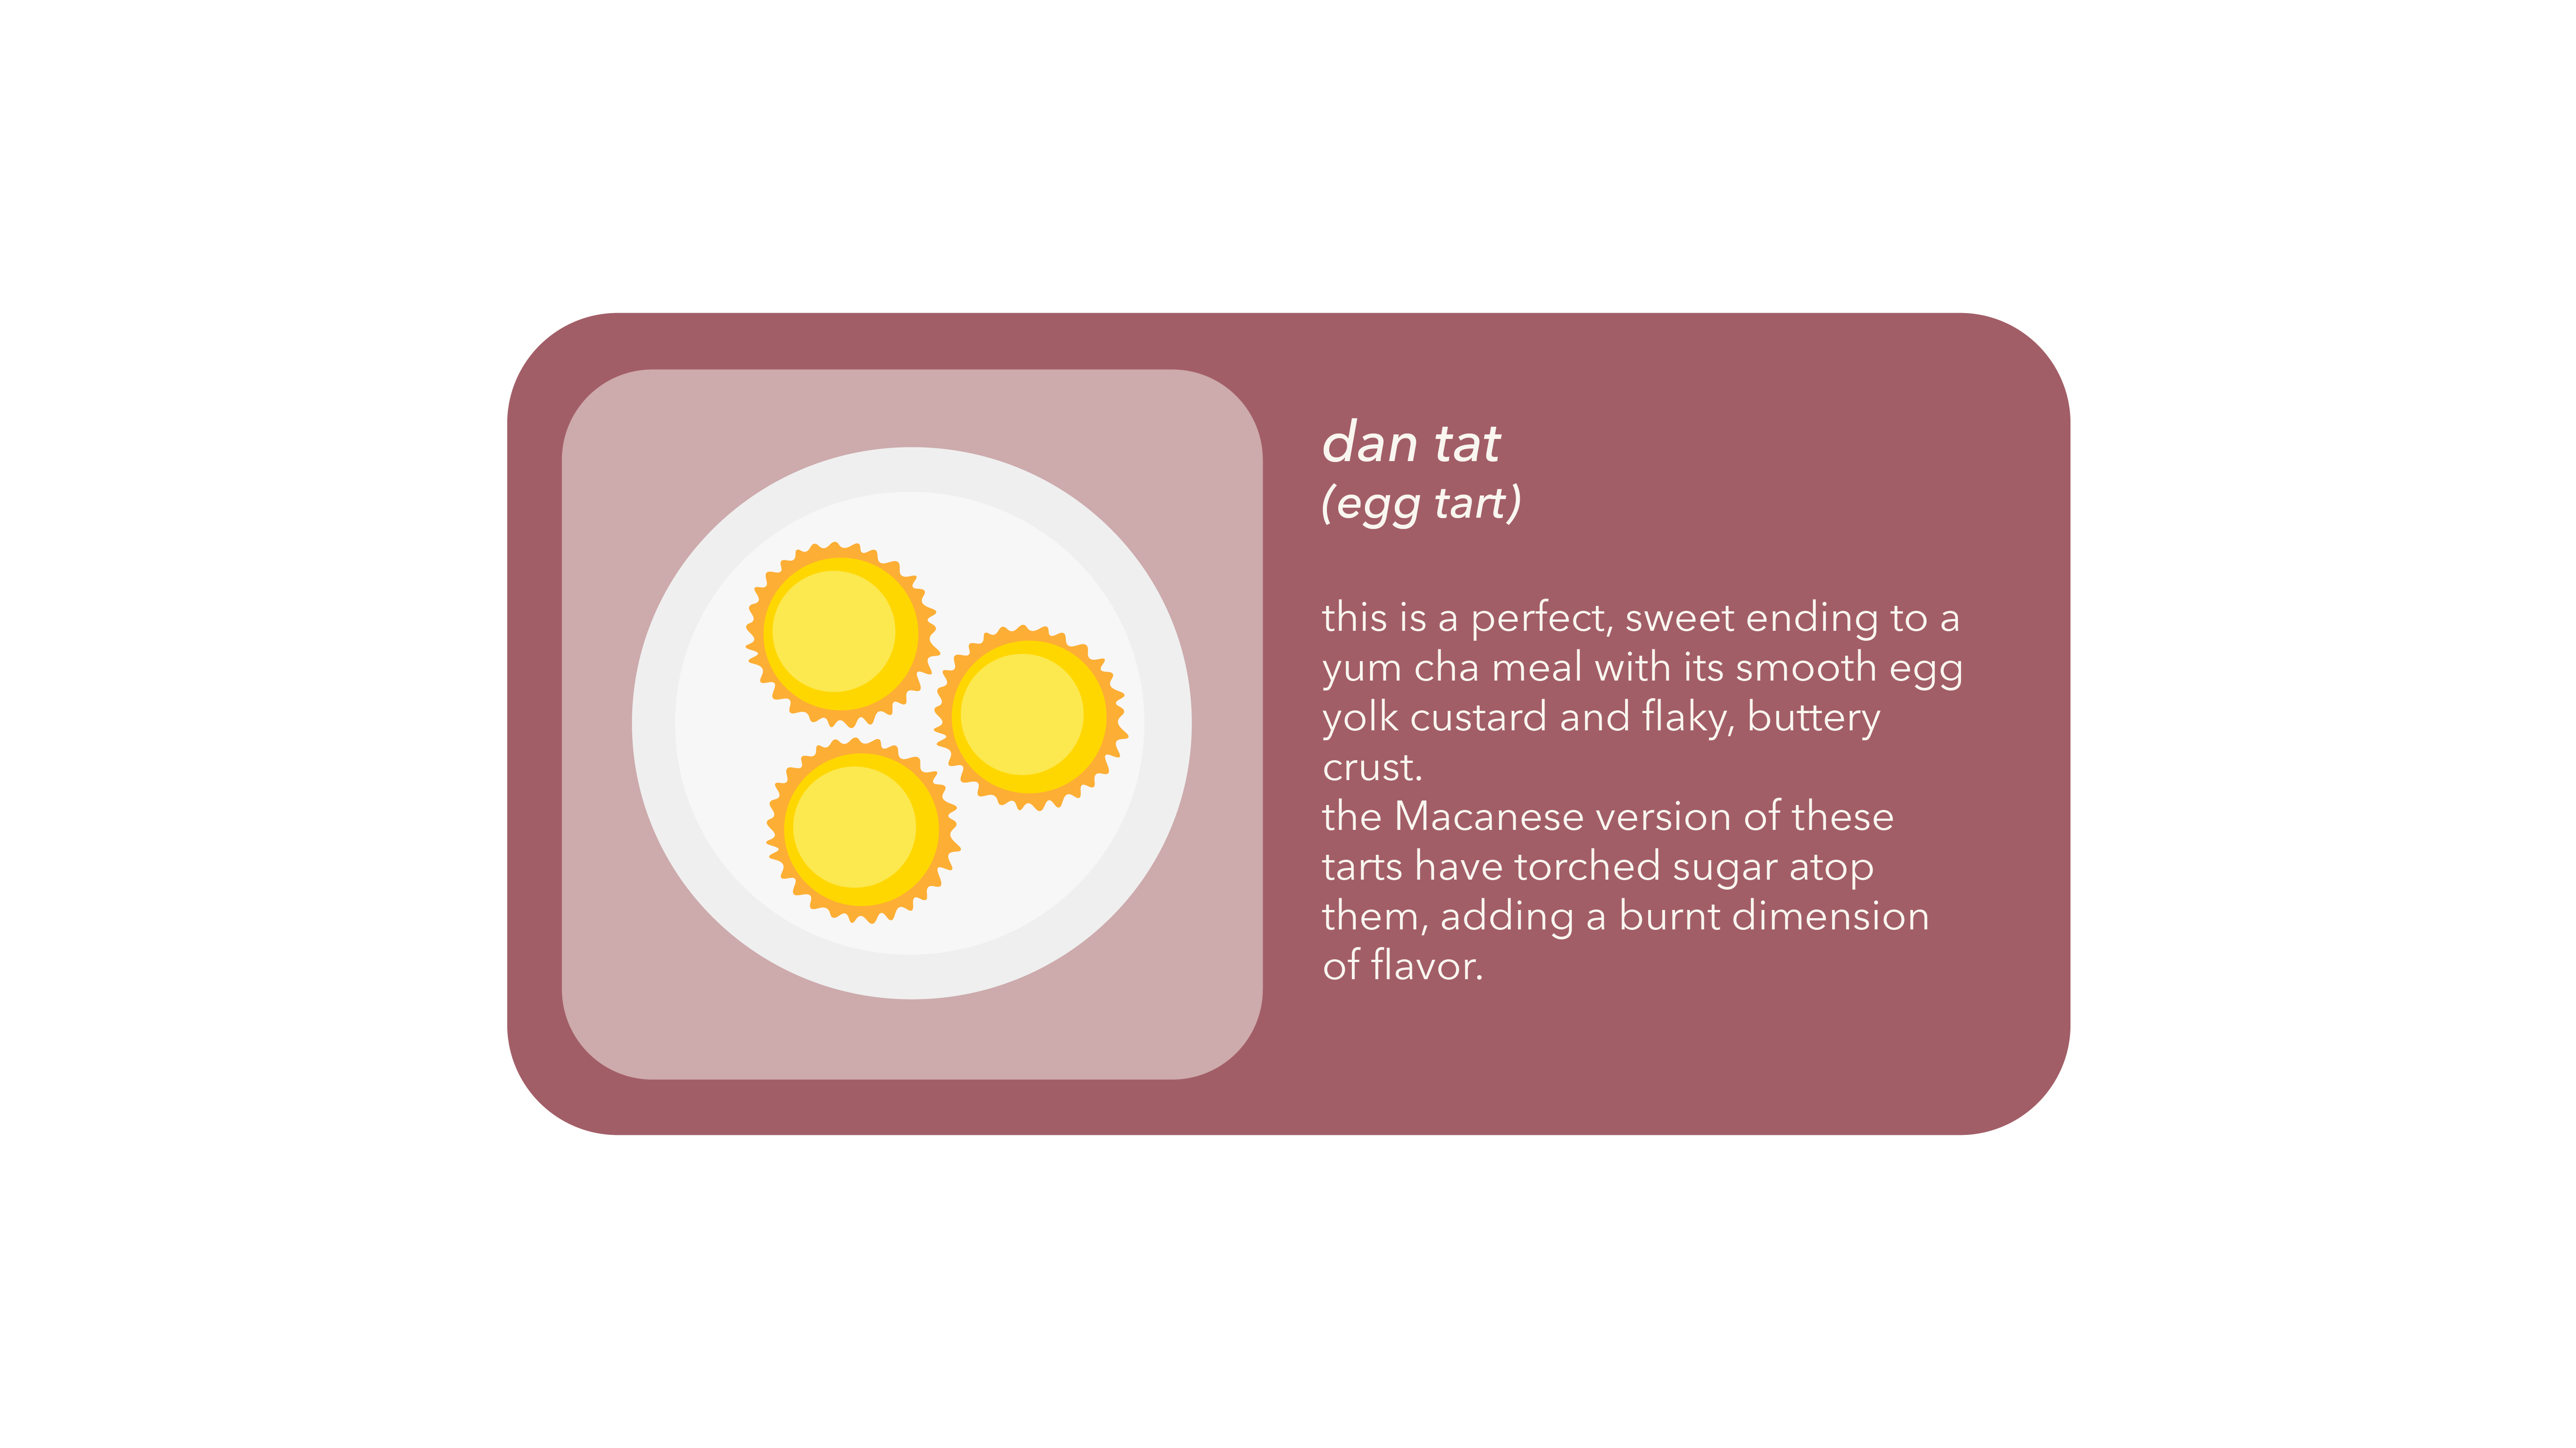 dan tat
(egg tart)
this is a perfect, sweet ending to a
yum cha meal with its smooth egg
yolk custard and flaky, buttery
crust.
the Macanese version of these
tarts have torched sugar atop
them, adding a burnt dimension
of flavor.